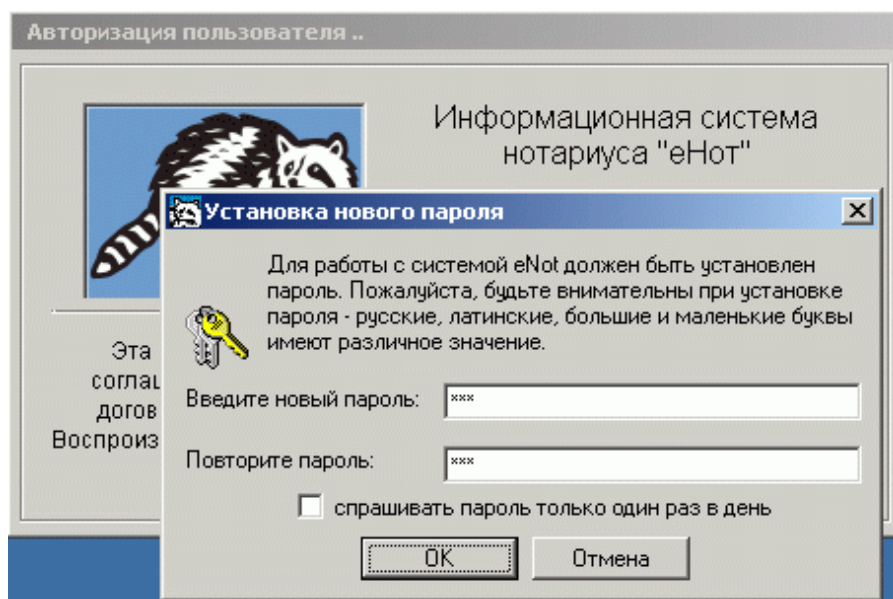 Авторизация пользователя ..
Информационная система
нотариуса "еНот"
Установка нового пароля
Для работы с системой eNot должен быть установлен
пароль. Пожалуйста, будьте внимательны при установке
пароля - русские, латинские, большие и маленькие буквы
имеют различное значение.
Эта
соглаш
догов
Воспроиз
Введите новый пароль: ×××
Повторите пароль: ×××
спрашивать пароль только один раз в день
OK Отмена